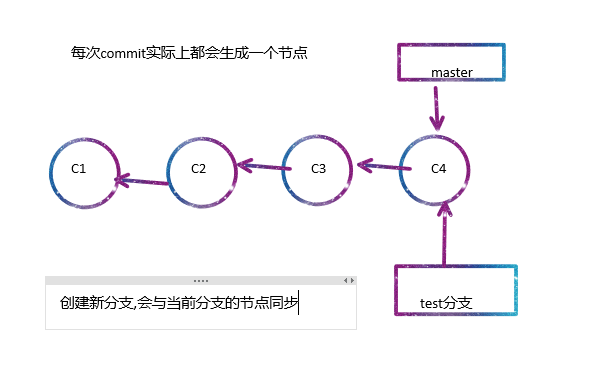 每次commit实际上都会生成一个节点
master
C1
C2
C3
C4
创建新分支,会与当前分支的节点同步
test分支